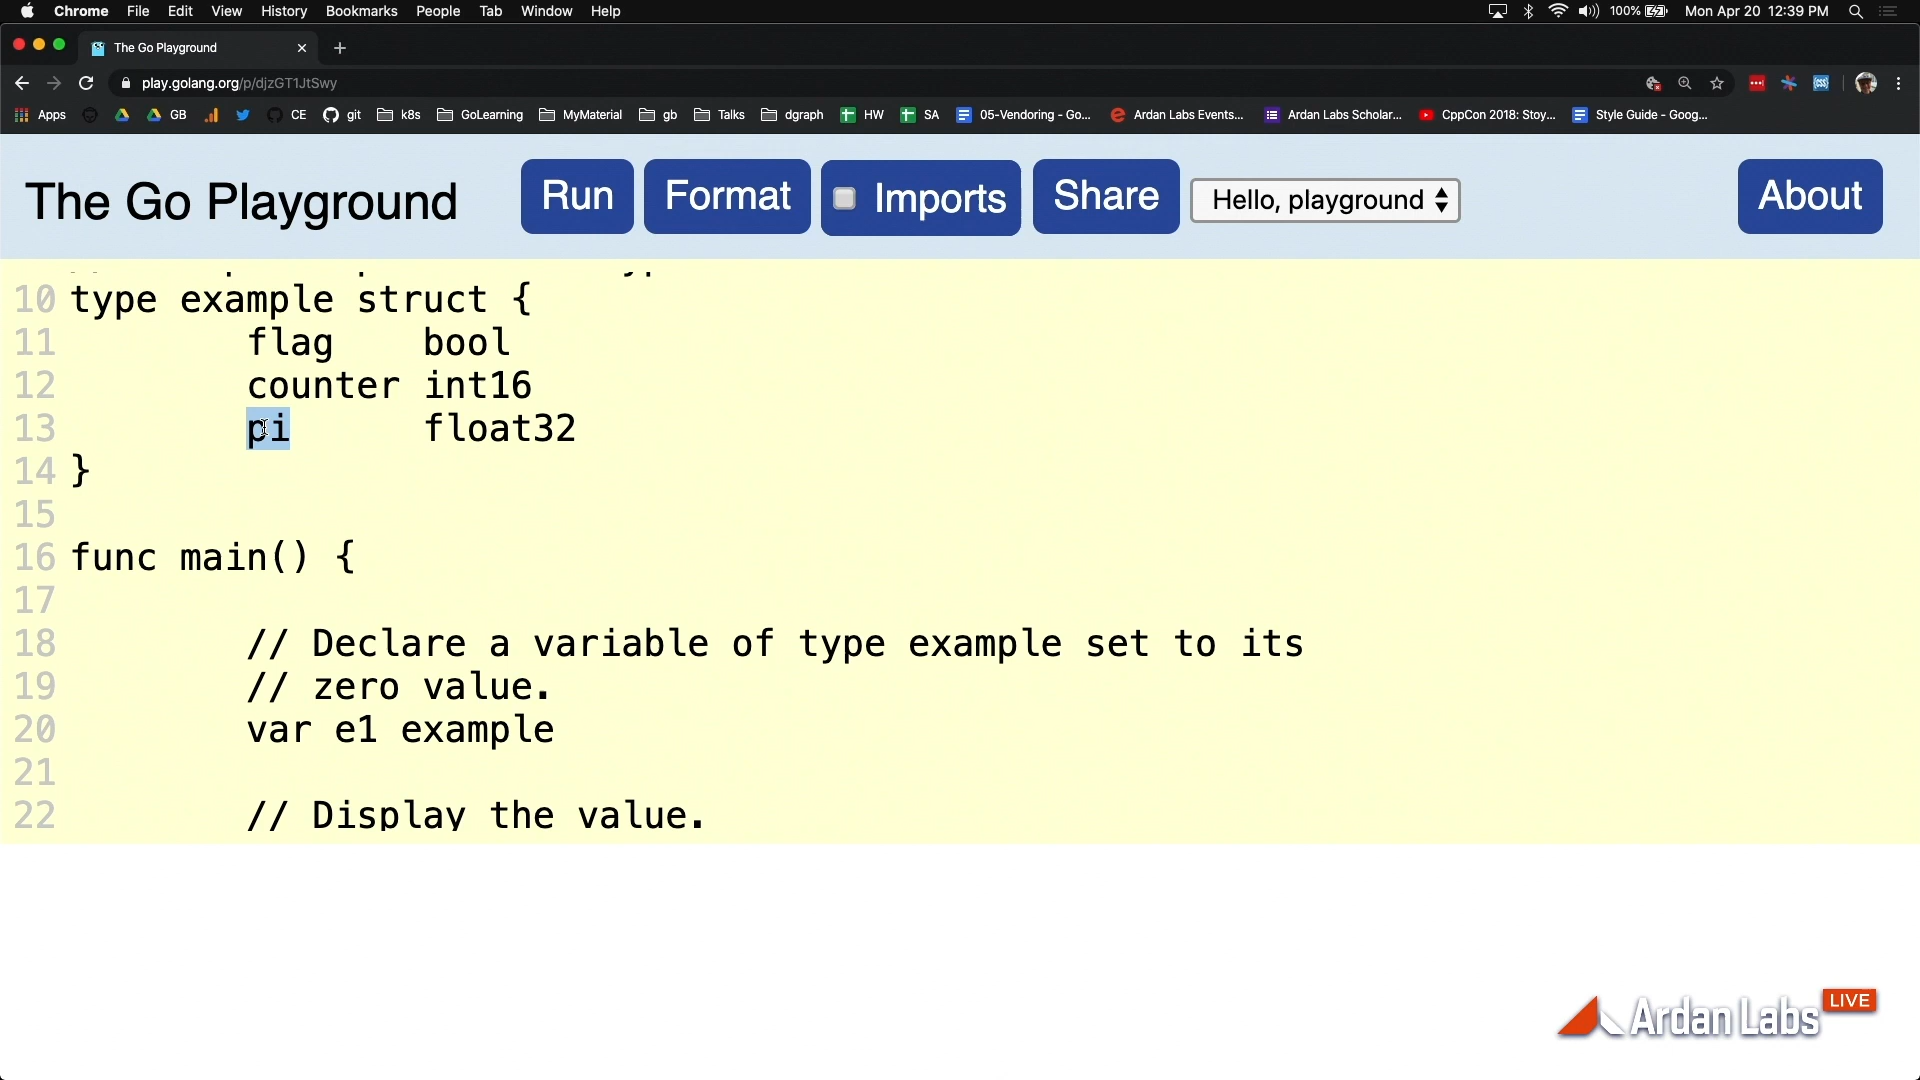 Chrome File Edit View History Bookmarks People Tab Window Help 100% Mon Apr 20 12:39 PM
The Go Playground
play.golang.org/p/djzGT1JtSwy
Apps GB CE git k8s GoLearning MyMaterial gb Talks dgraph HW SA 05-Vendoring - Go... Ardan Labs Events... Ardan Labs Scholar... CppCon 2018: Stoy... Style Guide - Goog...
The Go Playground Run Format Imports Share Hello, playground About
10 type example struct {
11 flag bool
12 counter int16
13 pi float32
14 }
15
16 func main() {
17
18 // Declare a variable of type example set to its
19 // zero value.
20 var e1 example
21
22 // Display the value.
Ardan Labs LIVE